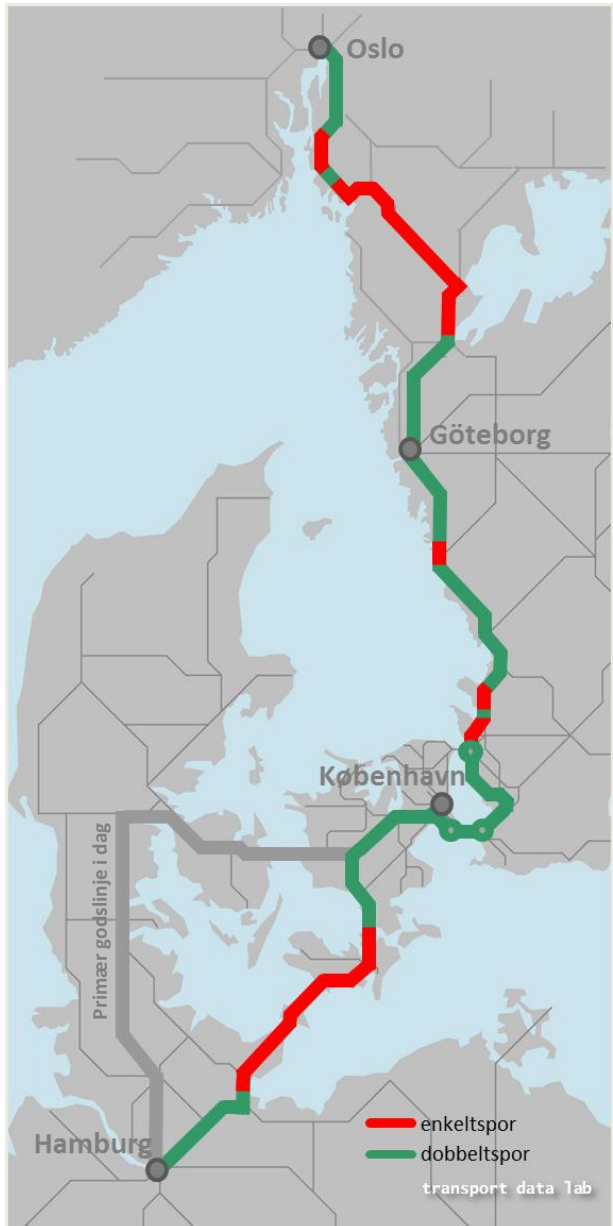 Oslo
Göteborg
København
Primær godslinje i dag
Hamburg
enkeltspor
dobbeltspor
transport data lab